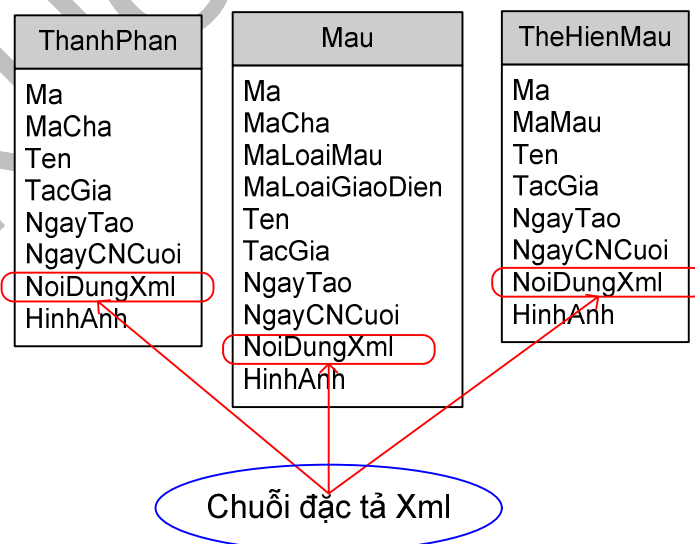 ThanhPhan
Ma
MaCha
Ten
TacGia
NgayTao
NgayCNCuoi
NoiDungXml
HinhAnh
Mau
Ma
MaCha
MaLoaiMau
MaLoaiGiaoDien
Ten
TacGia
NgayTao
NgayCNCuoi
NoiDungXml
HinhAnh
TheHienMau
Ma
MaMau
Ten
TacGia
NgayTao
NgayCNCuoi
NoiDungXml
HinhAnh
Chuỗi đặc tả Xml